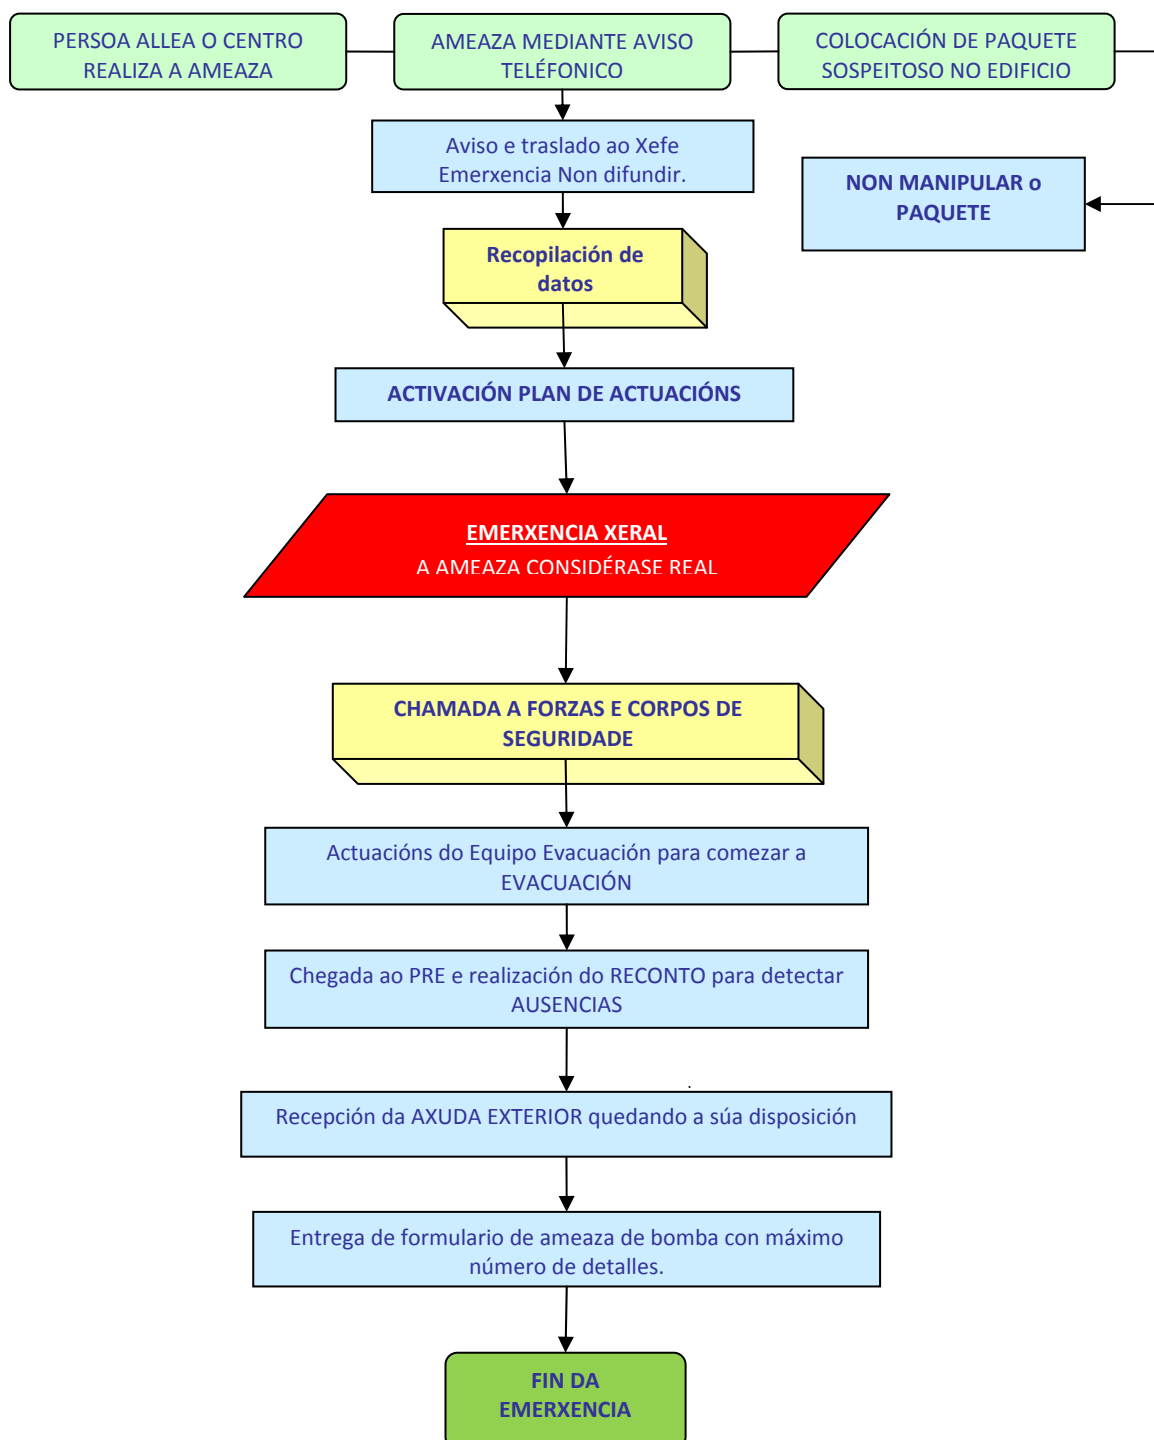 PERSOA ALLEA O CENTRO
REALIZA A AMEAZA
AMEAZA MEDIANTE AVISO
TELÉFONICO
COLOCACIÓN DE PAQUETE
SOSPEITOSO NO EDIFICIO
Aviso e traslado ao Xefe
Emerxencia Non difundir.
NON MANIPULAR o
PAQUETE
Recopilación de
datos
ACTIVACIÓN PLAN DE ACTUACIÓNS
EMERXENCIA XERAL
A AMEAZA CONSIDÉRASE REAL
CHAMADA A FORZAS E CORPOS DE
SEGURIDADE
Actuacións do Equipo Evacuación para comezar a
EVACUACIÓN
Chegada ao PRE e realización do RECONTO para detectar
AUSENCIAS
Recepción da AXUDA EXTERIOR quedando a súa disposición
Entrega de formulario de ameaza de bomba con máximo
número de detalles.
FIN DA
EMERXENCIA